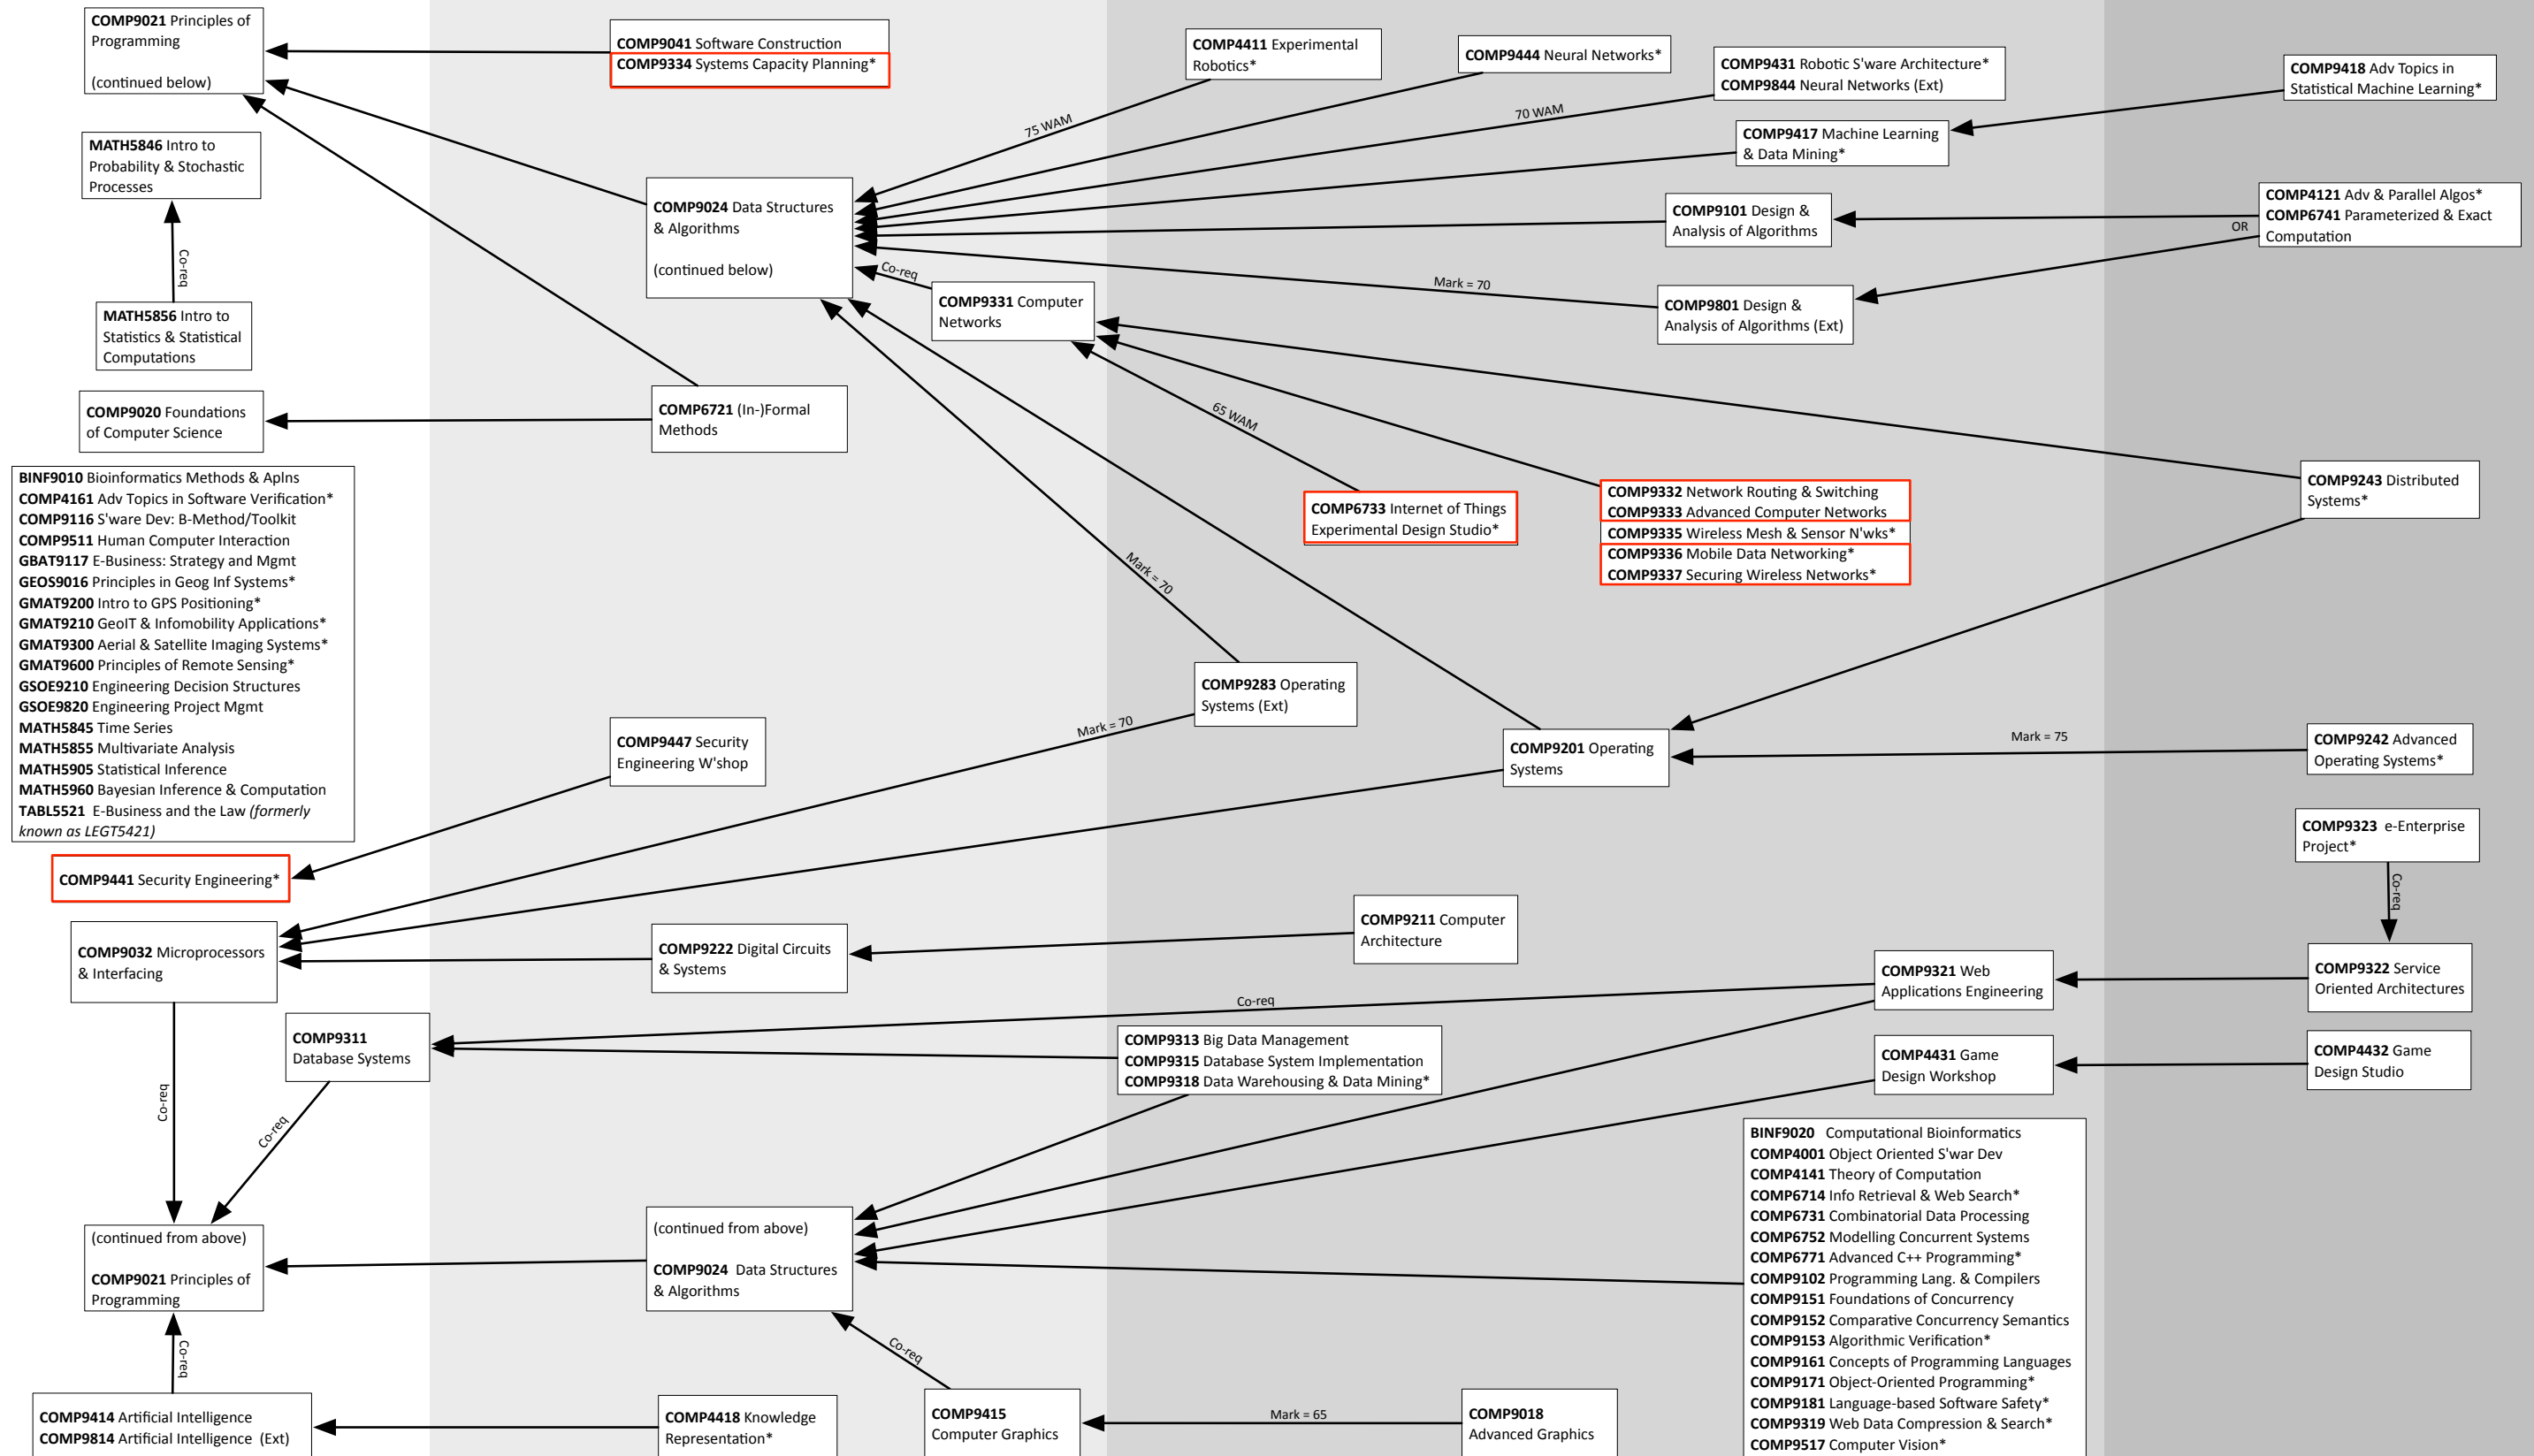 COMP9021 Principles of
Programming
(continued below)
COMP9041 Software Construction
COMP9334 Systems Capacity Planning*
COMP4411 Experimental
Robotics*
COMP9444 Neural Networks*
COMP9431 Robotic S'ware Architecture*
COMP9844 Neural Networks (Ext)
COMP9418 Adv Topics in
Statistical Machine Learning*
75 WAM
70 WAM
COMP9417 Machine Learning
& Data Mining*
MATH5846 Intro to
Probability & Stochastic
Processes
COMP9024 Data Structures
& Algorithms
(continued below)
COMP9101 Design &
Analysis of Algorithms
COMP4121 Adv & Parallel Algos*
COMP6741 Parameterized & Exact
Computation
OR
Co-req
Co-req
Mark = 70
COMP9331 Computer
Networks
COMP9801 Design &
Analysis of Algorithms (Ext)
MATH5856 Intro to
Statistics & Statistical
Computations
COMP9020 Foundations
of Computer Science
COMP6721 (In-)Formal
Methods
65 WAM
COMP6733 Internet of Things
Experimental Design Studio*
COMP9332 Network Routing & Switching
COMP9333 Advanced Computer Networks
COMP9335 Wireless Mesh & Sensor N'wks*
COMP9336 Mobile Data Networking*
COMP9337 Securing Wireless Networks*
COMP9243 Distributed
Systems*
BINF9010 Bioinformatics Methods & Aplns
COMP4161 Adv Topics in Software Verification*
COMP9116 S'ware Dev: B-Method/Toolkit
COMP9511 Human Computer Interaction
GBAT9117 E-Business: Strategy and Mgmt
GEOS9016 Principles in Geog Inf Systems*
GMAT9200 Intro to GPS Positioning*
GMAT9210 GeoIT & Infomobility Applications*
GMAT9300 Aerial & Satellite Imaging Systems*
GMAT9600 Principles of Remote Sensing*
GSOE9210 Engineering Decision Structures
GSOE9820 Engineering Project Mgmt
MATH5845 Time Series
MATH5855 Multivariate Analysis
MATH5905 Statistical Inference
MATH5960 Bayesian Inference & Computation
TABL5521 E-Business and the Law (formerly
known as LEGT5421)
Mark = 70
COMP9283 Operating
Systems (Ext)
Mark = 70
COMP9447 Security
Engineering W'shop
COMP9201 Operating
Systems
Mark = 75
COMP9242 Advanced
Operating Systems*
COMP9323 e-Enterprise
Project*
Co-req
COMP9441 Security Engineering*
COMP9032 Microprocessors
& Interfacing
COMP9222 Digital Circuits
& Systems
COMP9211 Computer
Architecture
COMP9321 Web
Applications Engineering
COMP9322 Service
Oriented Architectures
Co-req
COMP9311
Database Systems
COMP9313 Big Data Management
COMP9315 Database System Implementation
COMP9318 Data Warehousing & Data Mining*
COMP4431 Game
Design Workshop
COMP4432 Game
Design Studio
Co-req
Co-req
(continued from above)
COMP9021 Principles of
Programming
(continued from above)
COMP9024 Data Structures
& Algorithms
BINF9020 Computational Bioinformatics
COMP4001 Object Oriented S'war Dev
COMP4141 Theory of Computation
COMP6714 Info Retrieval & Web Search*
COMP6731 Combinatorial Data Processing
COMP6752 Modelling Concurrent Systems
COMP6771 Advanced C++ Programming*
COMP9102 Programming Lang. & Compilers
COMP9151 Foundations of Concurrency
COMP9152 Comparative Concurrency Semantics
COMP9153 Algorithmic Verification*
COMP9161 Concepts of Programming Languages
COMP9171 Object-Oriented Programming*
COMP9181 Language-based Software Safety*
COMP9319 Web Data Compression & Search*
COMP9517 Computer Vision*
Co-req
Co-req
COMP9414 Artificial Intelligence
COMP9814 Artificial Intelligence (Ext)
COMP4418 Knowledge
Representation*
COMP9415
Computer Graphics
Mark = 65
COMP9018
Advanced Graphics